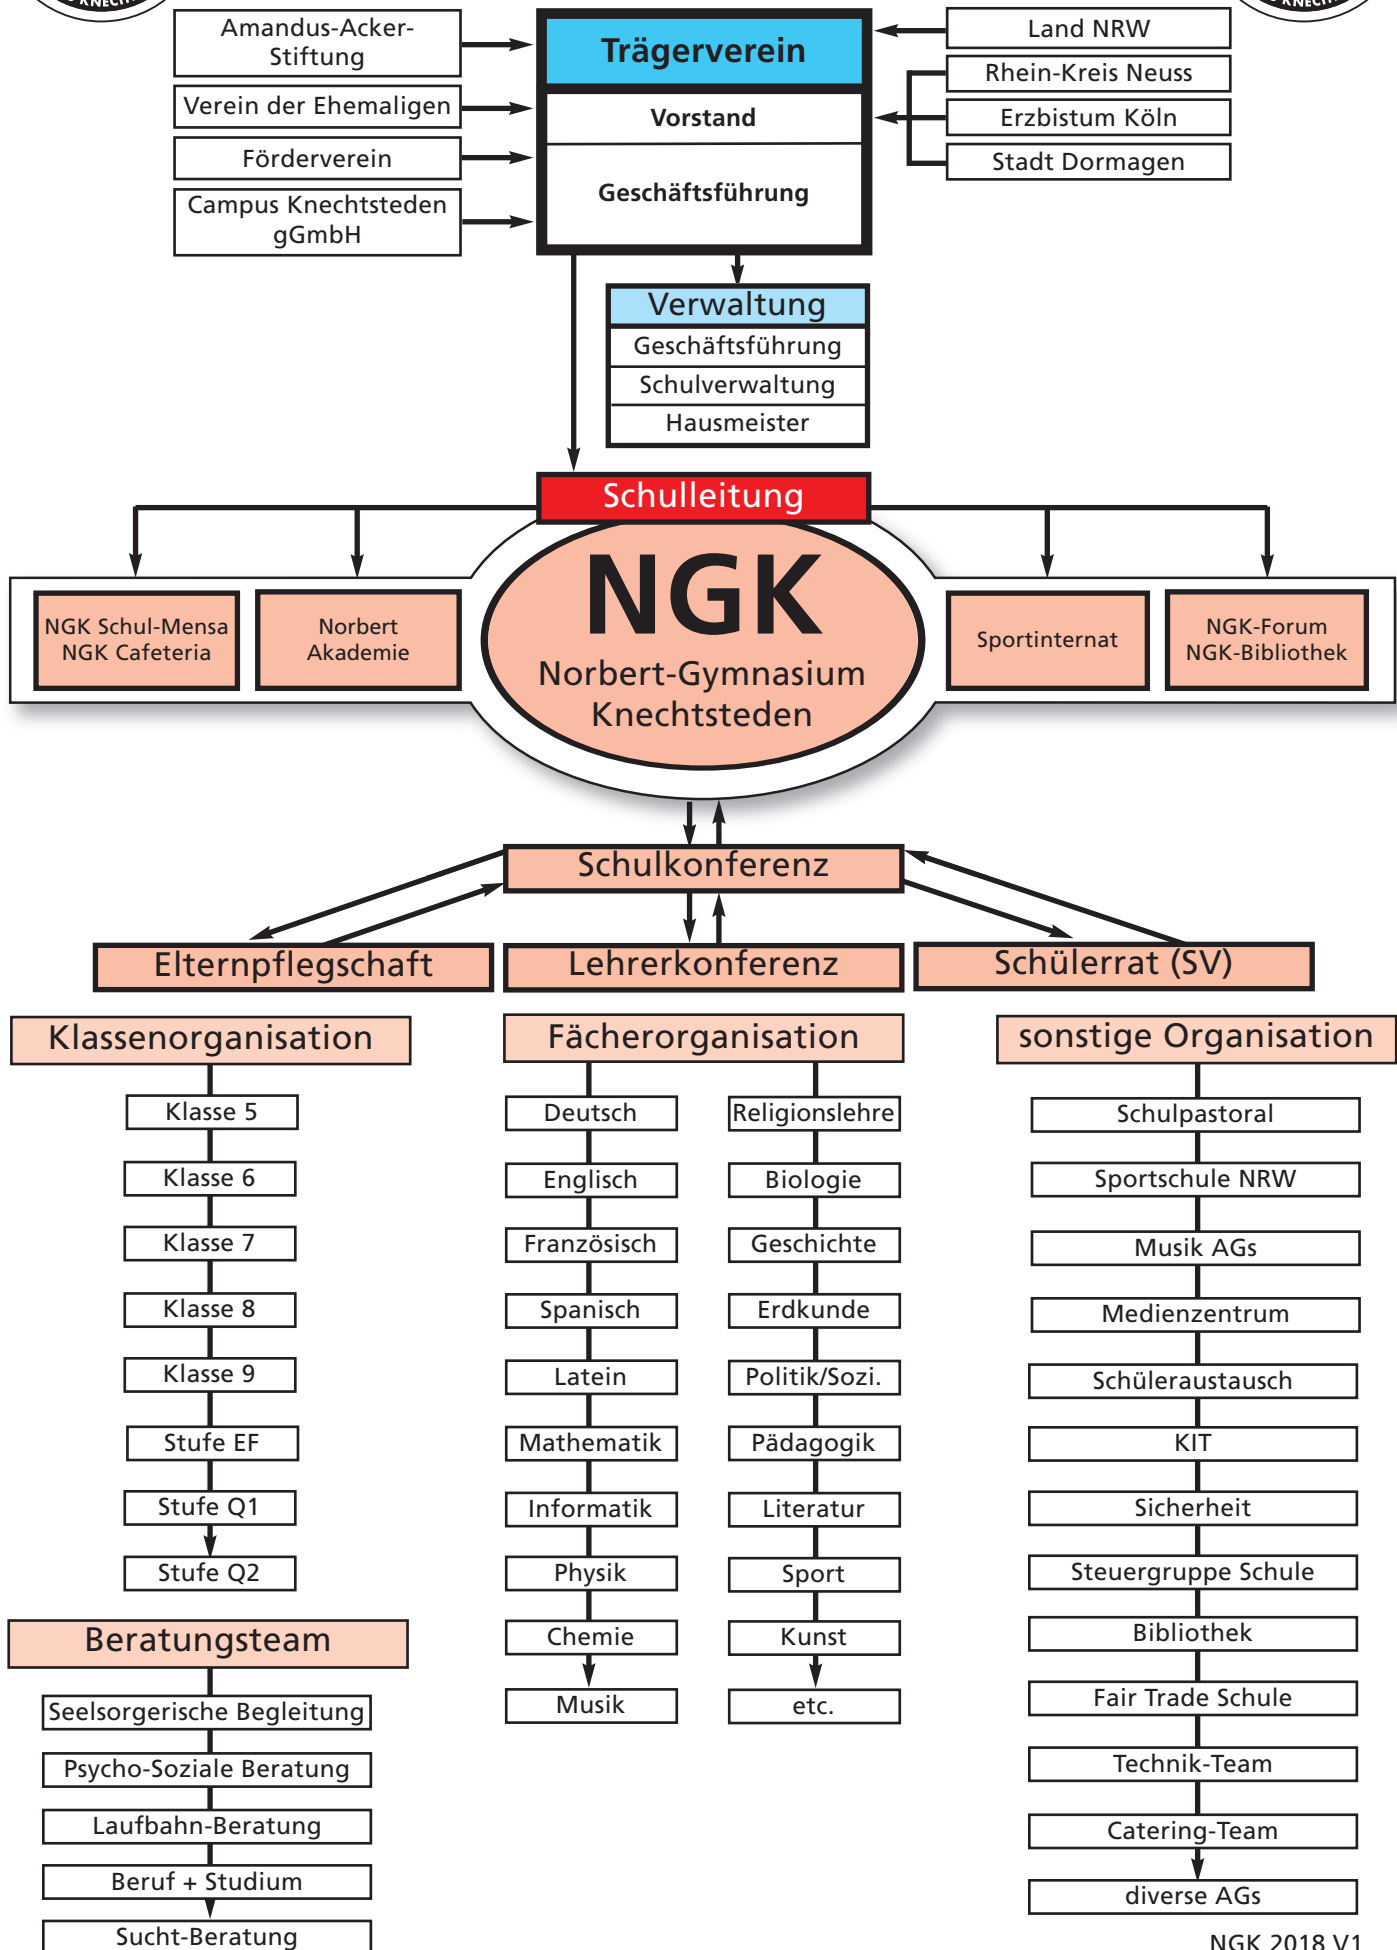 Amandus-Acker-
Stiftung
Verein der Ehemaligen
Förderverein
Campus Knechtsteden
gGmbH
Trägerverein
Vorstand
Geschäftsführung
Land NRW
Rhein-Kreis Neuss
Erzbistum Köln
Stadt Dormagen
Verwaltung
Geschäftsführung
Schulverwaltung
Hausmeister
Schulleitung
NGK Schul-Mensa
NGK Cafeteria
Norbert
Akademie
NGK
Norbert-Gymnasium
Knechtsteden
Sportinternat
NGK-Forum
NGK-Bibliothek
Schulkonferenz
Elternpflegschaft
Lehrerkonferenz
Schülerrat (SV)
Klassenorganisation
Klasse 5
Klasse 6
Klasse 7
Klasse 8
Klasse 9
Stufe EF
Stufe Q1
Stufe Q2
Beratungsteam
Seelsorgerische Begleitung
Psycho-Soziale Beratung
Laufbahn-Beratung
Beruf + Studium
Sucht-Beratung
Fächerorganisation
Deutsch
Englisch
Französisch
Spanisch
Latein
Mathematik
Informatik
Physik
Chemie
Musik
Religionslehre
Biologie
Geschichte
Erdkunde
Politik/Sozi.
Pädagogik
Literatur
Sport
Kunst
etc.
sonstige Organisation
Schulpastoral
Sportschule NRW
Musik AGs
Medienzentrum
Schüleraustausch
KIT
Sicherheit
Steuergruppe Schule
Bibliothek
Fair Trade Schule
Technik-Team
Catering-Team
diverse AGs
NGK 2018 V1